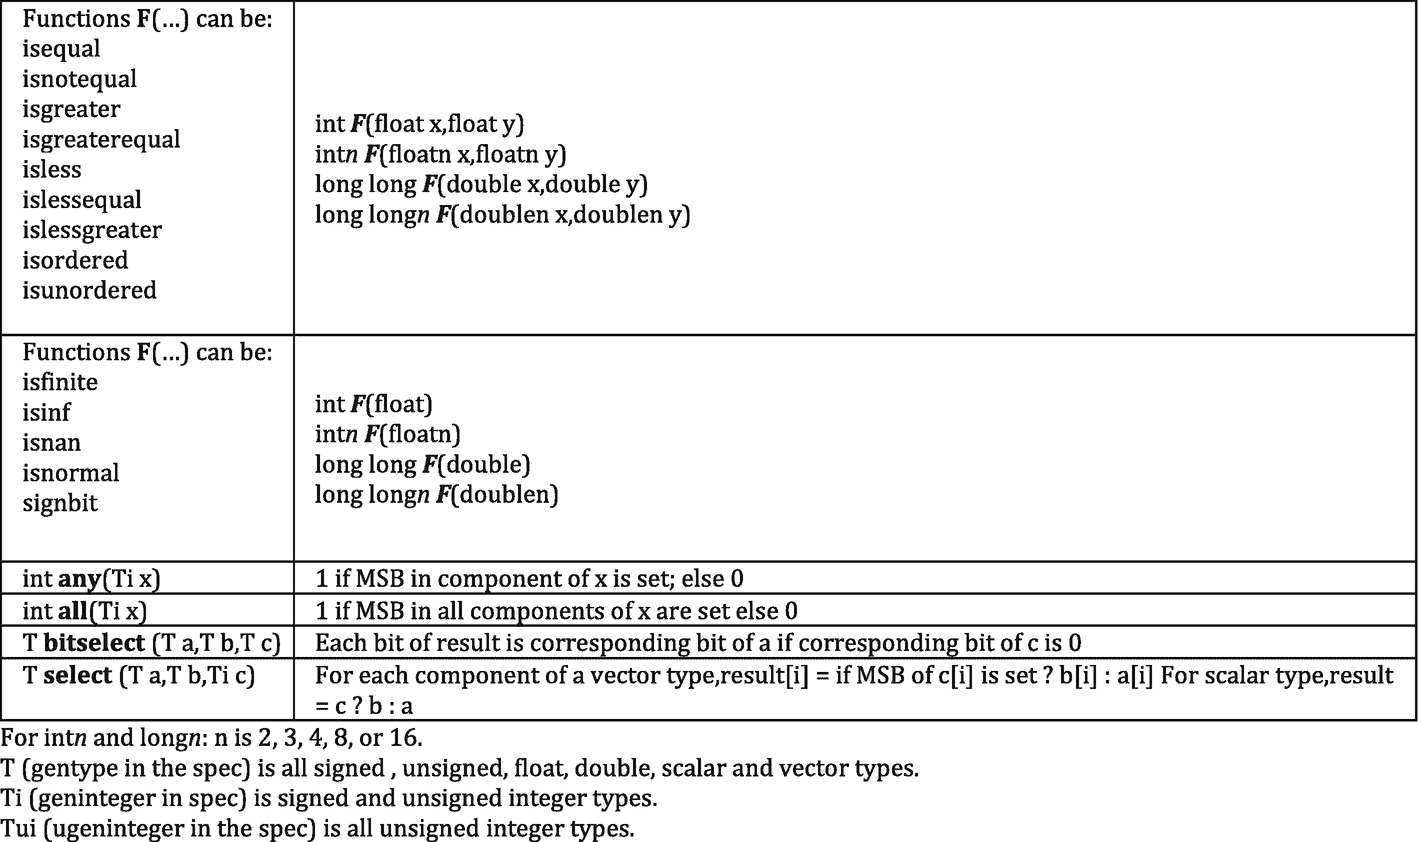 Functions F(...) can be:
isequal
isnotequal
isgreater
isgreaterequal
isless
islessequal
islessgreater
isordered
isunordered
int F(float x,float y)
intn F(floatn x,floatn y)
long long F(double x,double y)
long longn F(doublen x,doublen y)
Functions F(...) can be:
isfinite
isinf
isnan
isnormal
signbit
int F(float)
intn F(floatn)
long long F(double)
long longn F(doublen)
int any(Ti x)
1 if MSB in component of x is set; else 0
int all(Ti x)
1 if MSB in all components of x are set else 0
T bitselect (T a,T b,T c)
Each bit of result is corresponding bit of a if corresponding bit of c is 0
T select (T a,T b,Ti c)
For each component of a vector type,result[i] = if MSB of c[i] is set ? b[i] : a[i] For scalar type,result
= c ? b : a
For intn and longn: n is 2, 3, 4, 8, or 16.
T (gentype in the spec) is all signed , unsigned, float, double, scalar and vector types.
Ti (geninteger in spec) is signed and unsigned integer types.
Tui (ugeninteger in the spec) is all unsigned integer types.